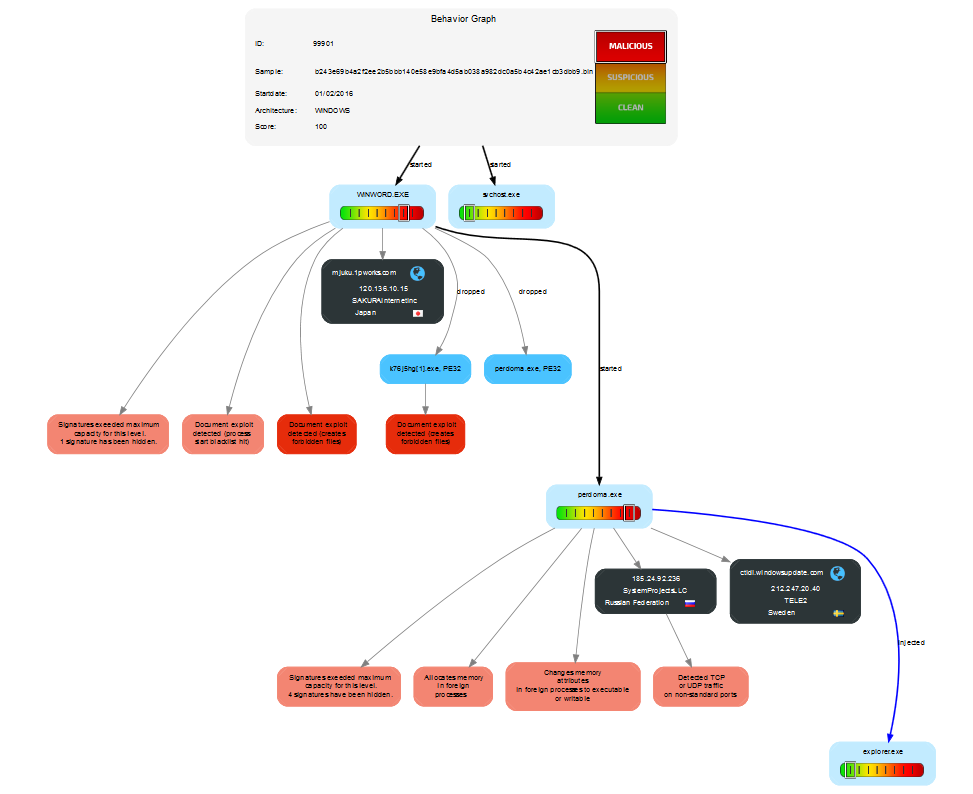 Behavior Graph
ID: 99901
MALICIOUS
Sample: b243e69b4a2f2ee2b5bbb140e58e9bfa4d5ab038a982dc0a5b4c42ae1cb3dbb9.bin
SUSPICIOUS
Startdate: 01/02/2016
Architecture: WINDOWS
CLEAN
Score: 100
started
started
WINWORD.EXE
svchost.exe
mjuku.1pworks.com
120.136.10.15
SAKURAInternetInc
Japan
dropped
dropped
k76j5hg[1].exe, PE32
perdoma.exe, PE32
started
Signatures exeeded maximum
capacity for this level.
1 signature has been hidden.
Document exploit
detected (process
start blacklist hit)
Document exploit
detected (creates
forbidden files)
Document exploit
detected (creates
forbidden files)
perdoma.exe
185.24.92.236
SystemProjectsLLC
Russian Federation
ctldl.windowsupdate.com
212.247.20.40
TELE2
Sweden
injected
Signatures exeeded maximum
capacity for this level.
4 signatures have been hidden.
Allocates memory
in foreign
processes
Changes memory
attributes
in foreign processes to executable
or writable
Detected TCP
or UDP traffic
on non-standard ports
explorer.exe